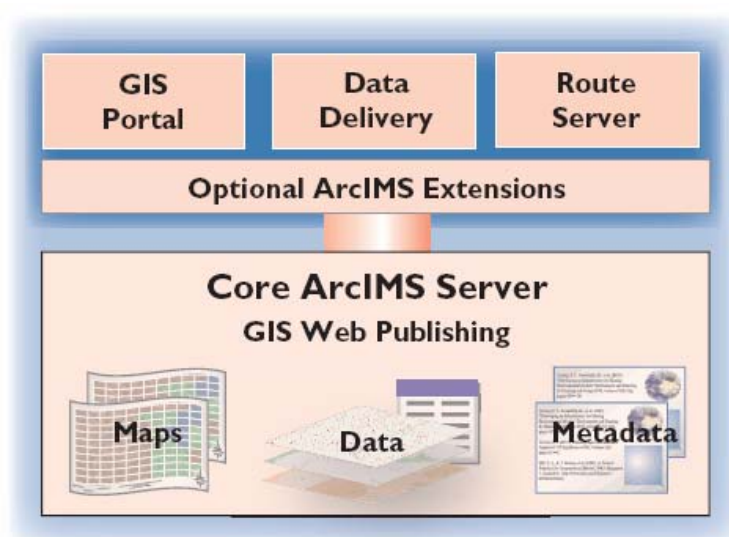 GIS
Portal
Data
Delivery
Route
Server
Optional ArcIMS Extensions
Core ArcIMS Server
GIS Web Publishing
Maps
Data
Metadata